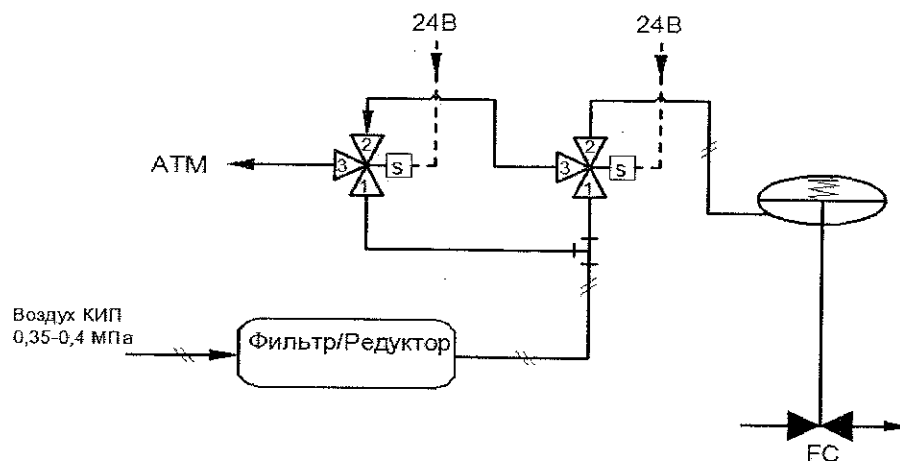 24В
24В
2
2
АТМ
3
S
3
S
1
1
Воздух КИП
0,35-0,4 МПа
Фильтр/Редуктор
FC